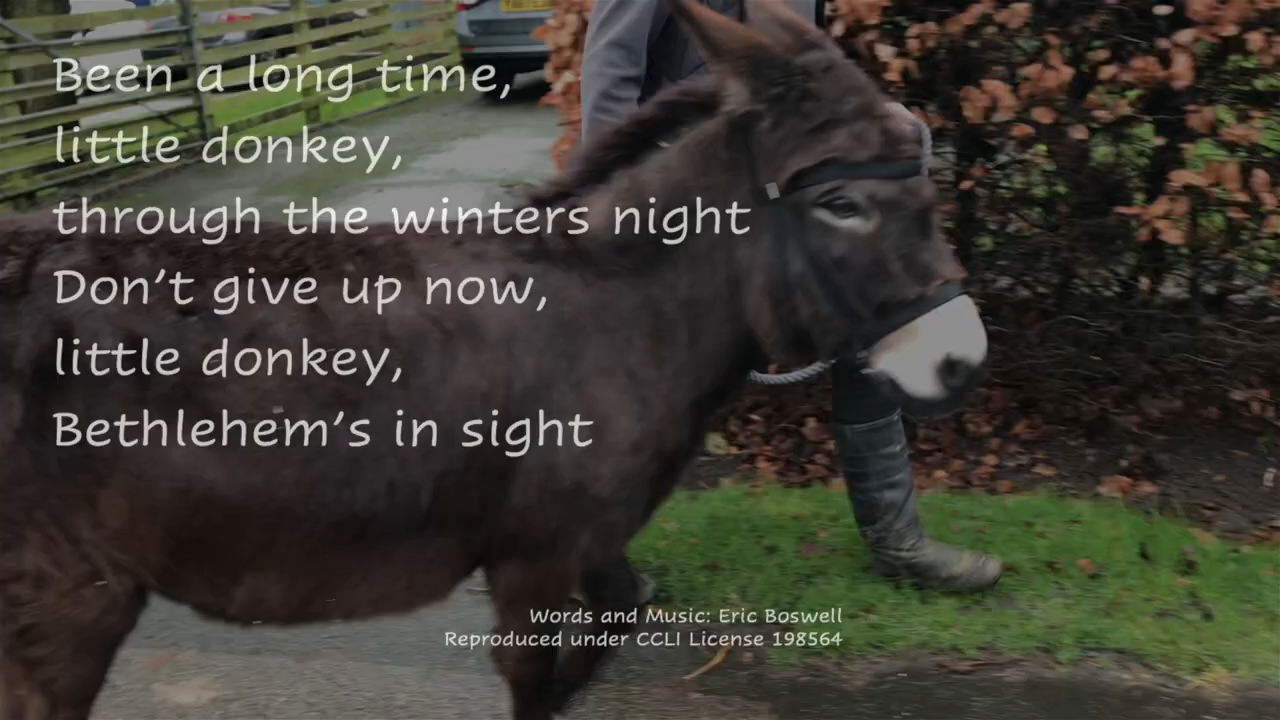 Been a long time,
little donkey,
through the winters night
Don’t give up now,
little donkey,
Bethlehem’s in sight
Words and Music: Eric Boswell
Reproduced under CCLI License 198564